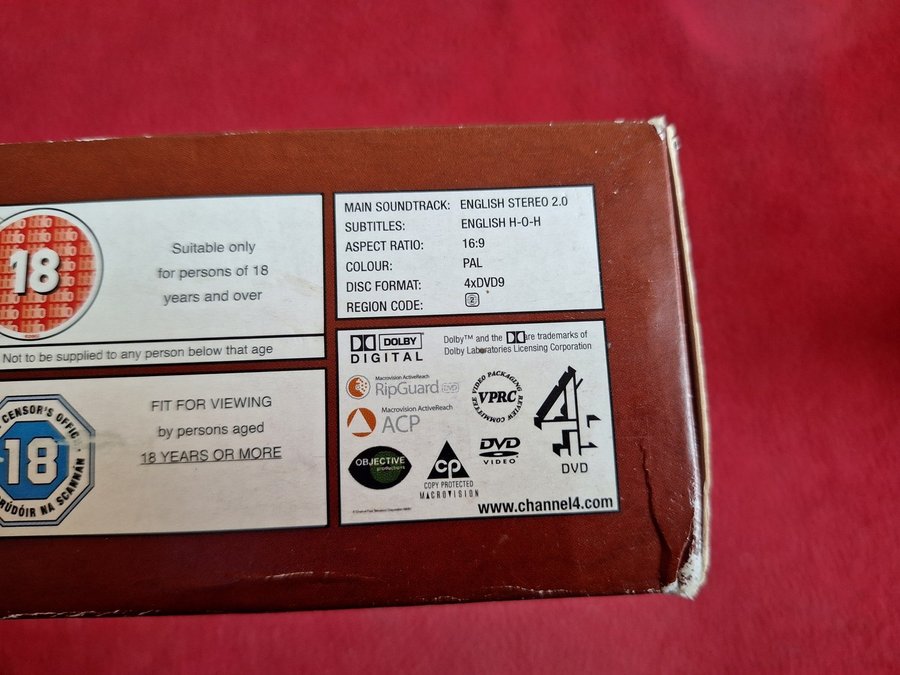 18
Suitable only
for persons of 18
years and over
Not to be supplied to any person below that age
CENSOR'S OFFIC
18
NA SCANNÁN
FIT FOR VIEWING
by persons aged
18 YEARS OR MORE
MAIN SOUNDTRACK: ENGLISH STEREO 2.0
SUBTITLES: ENGLISH H-O-H
ASPECT RATIO: 16:9
COLOUR: PAL
DISC FORMAT: 4xDVD9
REGION CODE: 2
DOLBY
DIGITAL
Dolby™ and the are trademarks of
Dolby Laboratories Licensing Corporation
Macrovision ActiveReach
RipGuard DVD
Macrovision ActiveReach
ACP
VIDEO PACKAGING
VPRC
REVIEW COMMITTEE
4
DVD
OBJECTIVE
productions
CP
COPY PROTECTED
MACROVISION
DVD
VIDEO
www.channel4.com